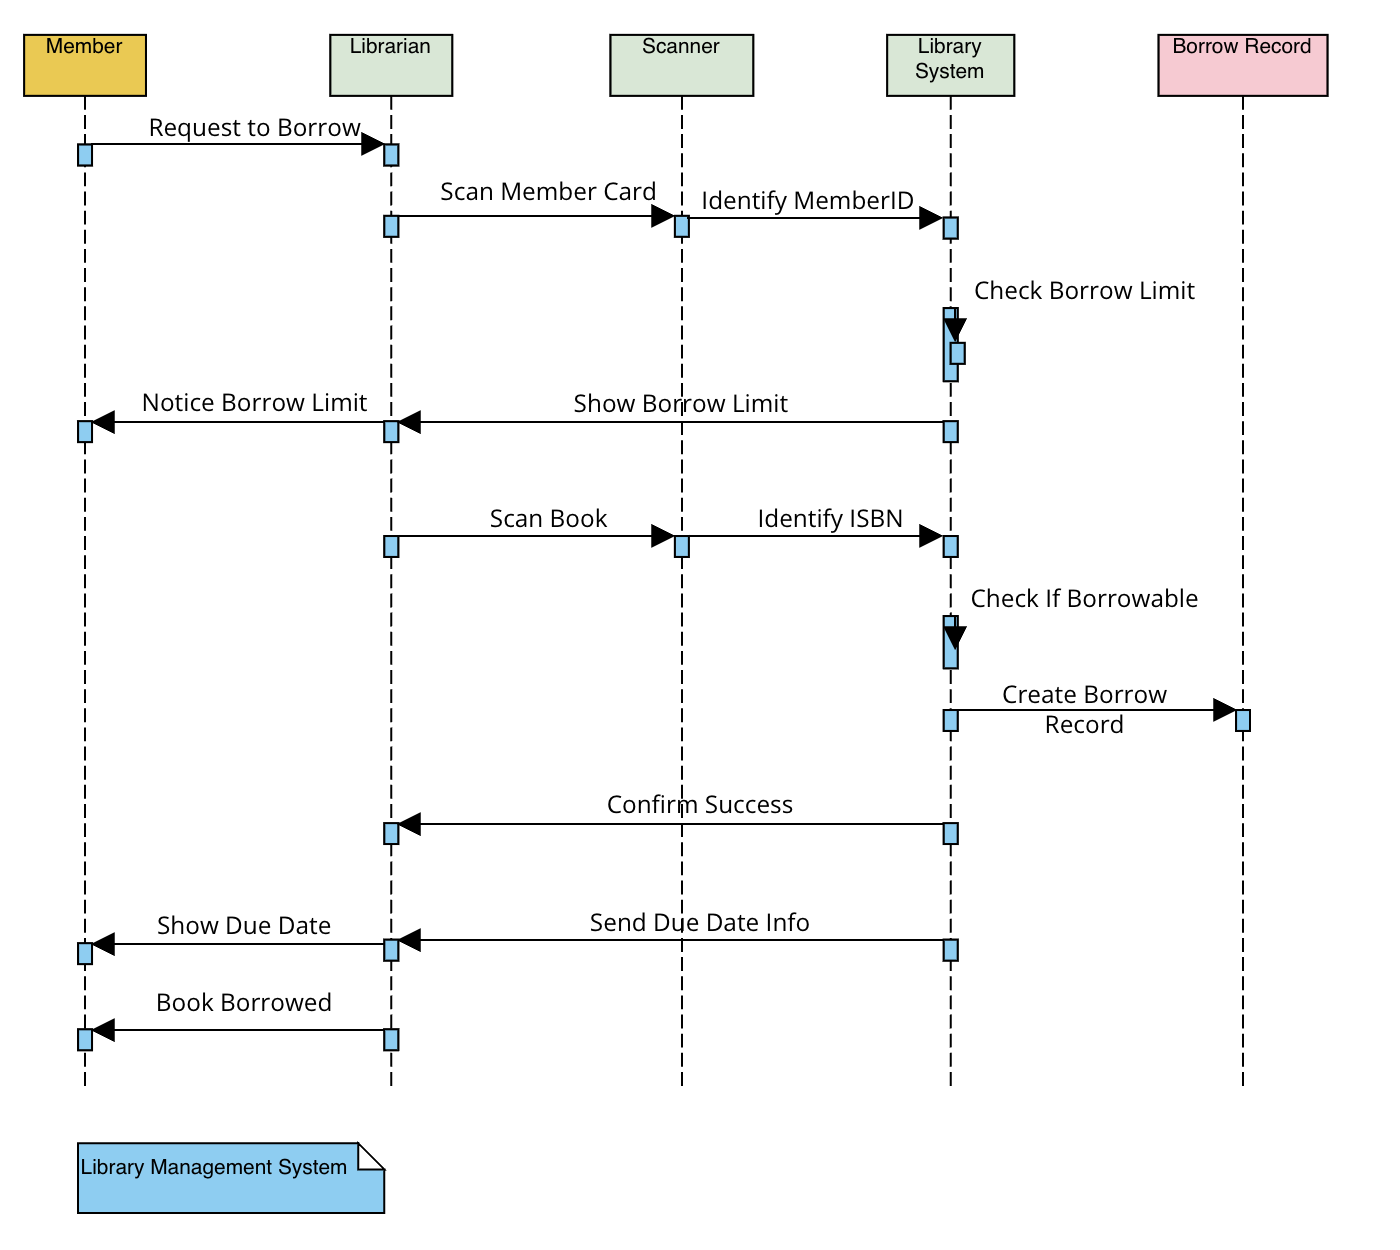 Member
Librarian
Scanner
Library
System
Borrow Record
Request to Borrow
Scan Member Card
Identify MemberID
Check Borrow Limit
Notice Borrow Limit
Show Borrow Limit
Scan Book
Identify ISBN
Check If Borrowable
Create Borrow
Record
Confirm Success
Show Due Date
Send Due Date Info
Book Borrowed
Library Management System